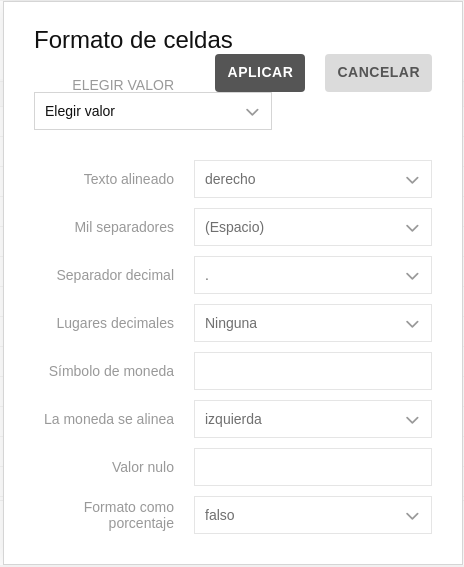 Formato de celdas
APLICAR
CANCELAR
ELEGIR VALOR
Elegir valor
Texto alineado
derecho
Mil separadores
(Espacio)
Separador decimal
.
Lugares decimales
Ninguna
Símbolo de moneda
La moneda se alinea
izquierda
Valor nulo
Formato como
porcentaje
falso